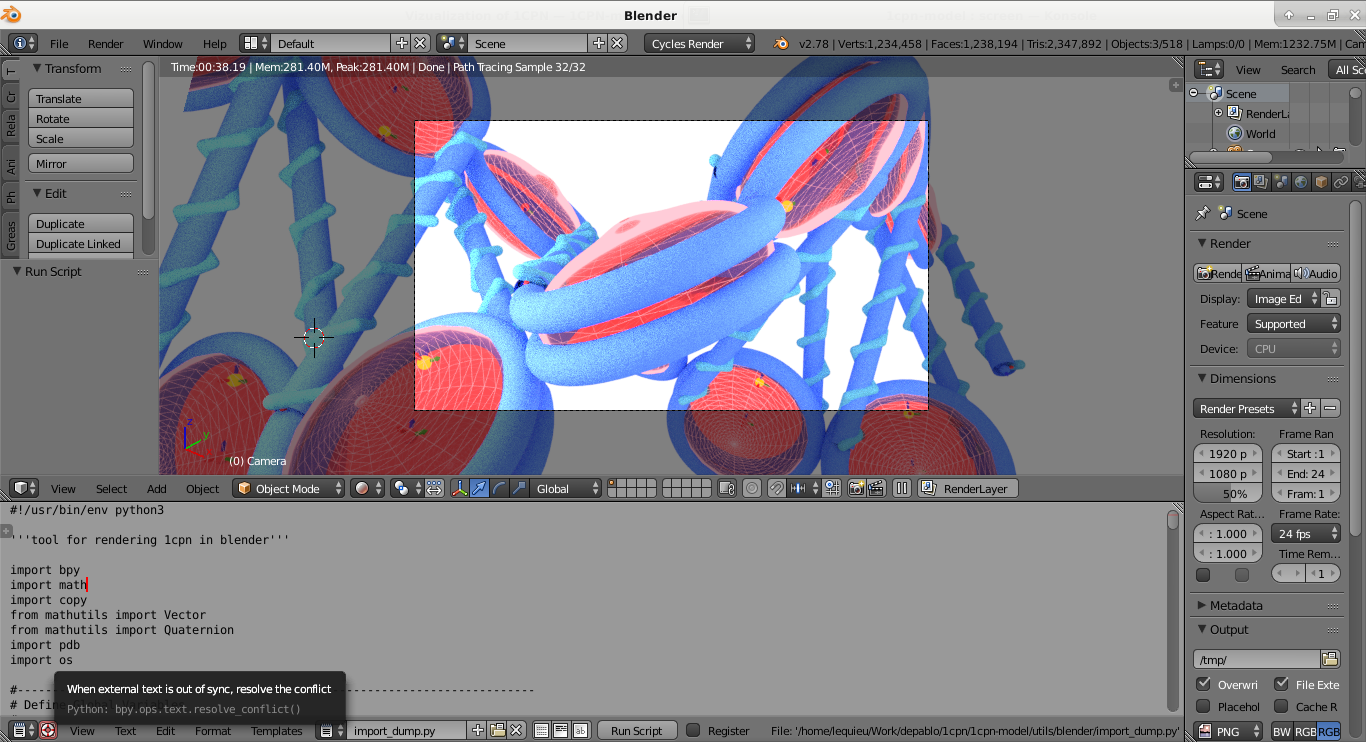 Blender
File Render Window Help Default Scene Cycles Render v2.78 | Verts:1,234,458 | Faces:1,238,194 | Tris:2,347,892 | Objects:3/518 | Lamps:0/0 | Mem:1232.75M | Cam
Time:00:38.19 | Mem:281.40M, Peak:281.40M | Done | Path Tracing Sample 32/32
T
Cr
Rela
Ani
Ph
Greas
Transform
Translate
Rotate
Scale
Mirror
Edit
Duplicate
Duplicate Linked
Run Script
z
y
(0) Camera
View Select Add Object Object Mode Global RenderLayer
#!/usr/bin/env python3
'''tool for rendering 1cpn in blender'''
import bpy
import math
import copy
from mathutils import Vector
from mathutils import Quaternion
import pdb
import os
# Defin
When external text is out of sync, resolve the conflict
Python: bpy.ops.text.resolve_conflict()
View Text Edit Format Templates import_dump.py Run Script Register File: '/home/lequieu/Work/depablo/1cpn/1cpn-model/utils/blender/import_dump.py'
View Search All Sc
Scene
RenderLa
World
Scene
Render
Rende Anima Audio
Display: Image Ed
Feature Supported
Device: CPU
Dimensions
Render Presets
Resolution: Frame Ran
1920 p Start :1
1080 p End: 24
50% Fram: 1
Aspect Rat... Frame Rate:
: 1.000 24 fps
: 1.000 Time Rem...
1
Metadata
Output
/tmp/
Overwri File Exte
Placehol Cache R
PNG BW RGB RGB